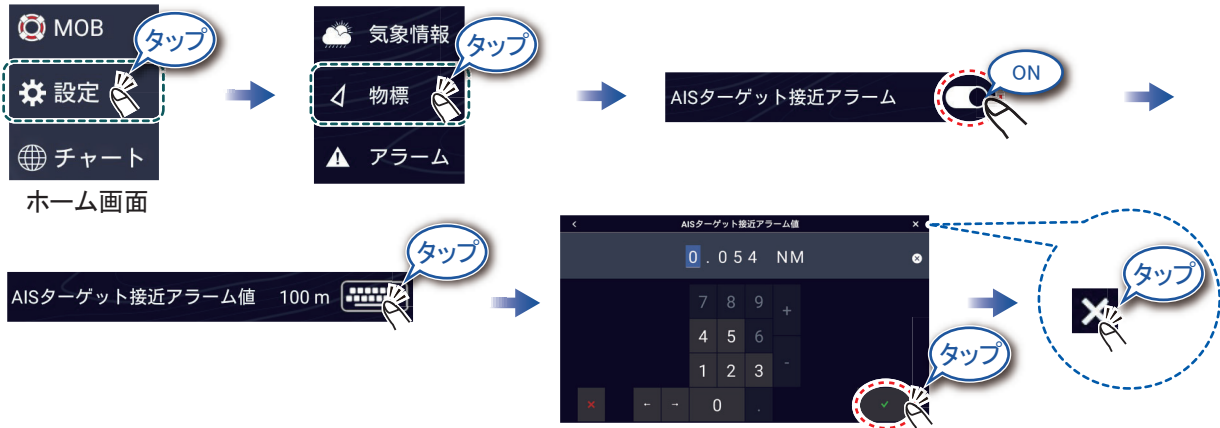 MOB
設定
チャート
タップ
ホーム画面
気象情報
物標
アラーム
タップ
AISターゲット接近アラーム
ON
AISターゲット接近アラーム値 100 m
タップ
AISターゲット接近アラーム値
0.054 NM
7 8 9 +
4 5 6
1 2 3 -
← → 0 .
タップ
タップ